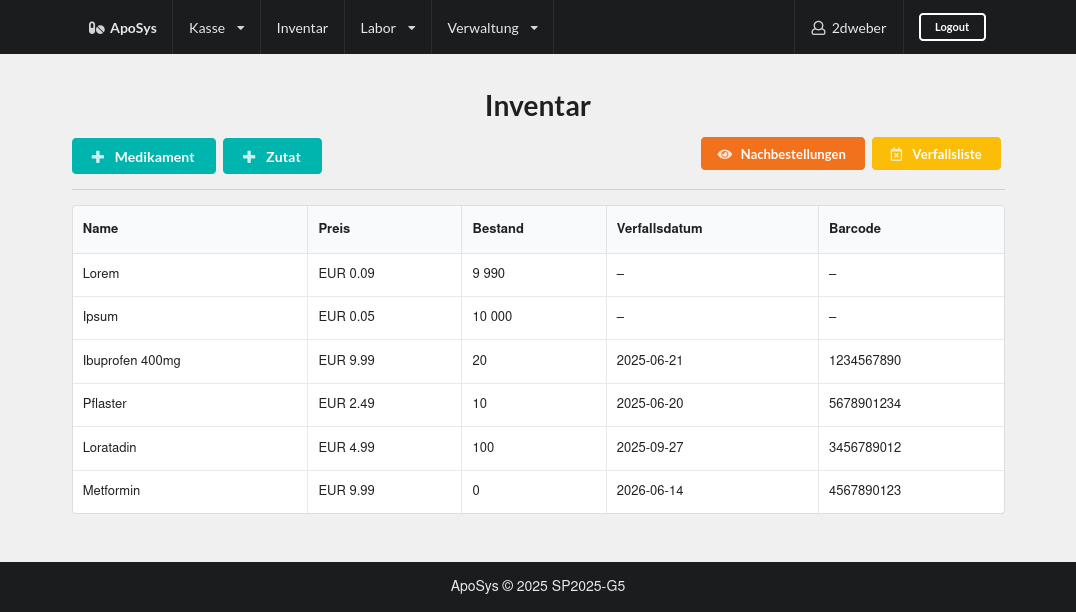 ApoSys Kasse Inventar Labor Verwaltung 2dweber Logout
Inventar
Medikament Zutat Nachbestellungen Verfallsliste
Name Preis Bestand Verfallsdatum Barcode
Lorem EUR 0.09 9 990 – –
Ipsum EUR 0.05 10 000 – –
Ibuprofen 400mg EUR 9.99 20 2025-06-21 1234567890
Pflaster EUR 2.49 10 2025-06-20 5678901234
Loratadin EUR 4.99 100 2025-09-27 3456789012
Metformin EUR 9.99 0 2026-06-14 4567890123
ApoSys © 2025 SP2025-G5